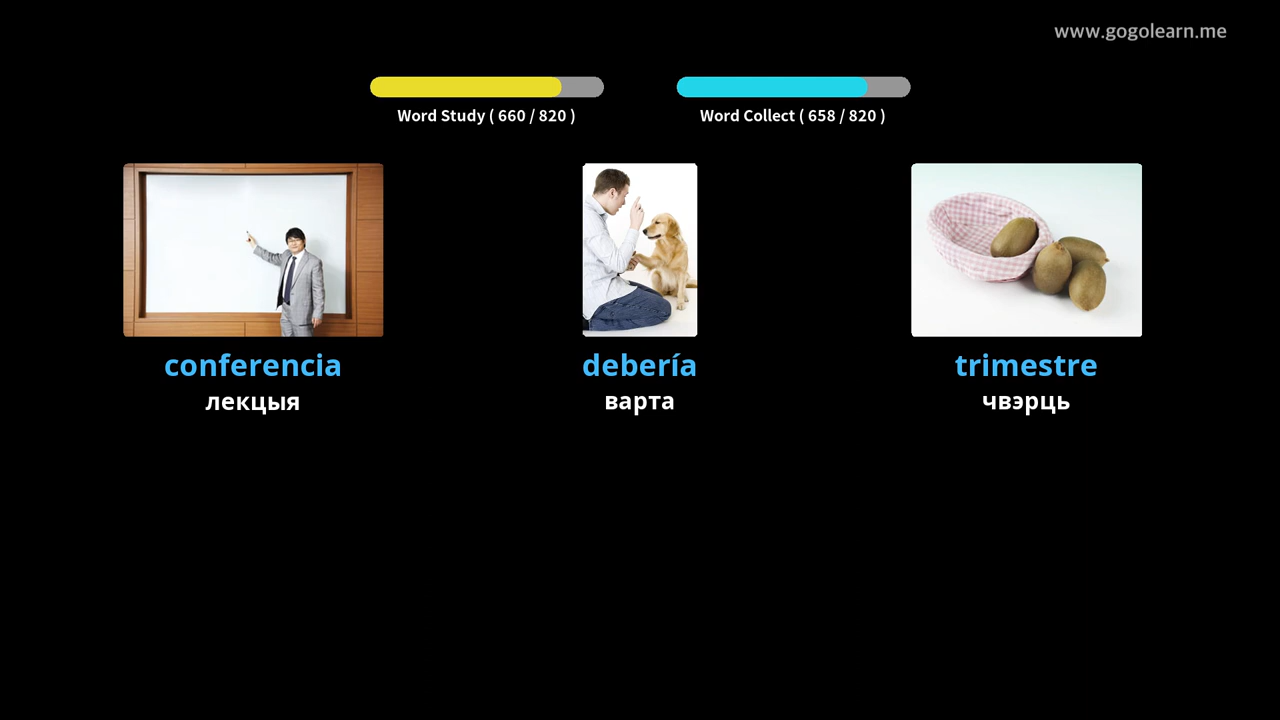 www.gogolearn.me
Word Study ( 660 / 820 )
Word Collect ( 658 / 820 )
conferencia
лекцыя
debería
варта
trimestre
чвэрць